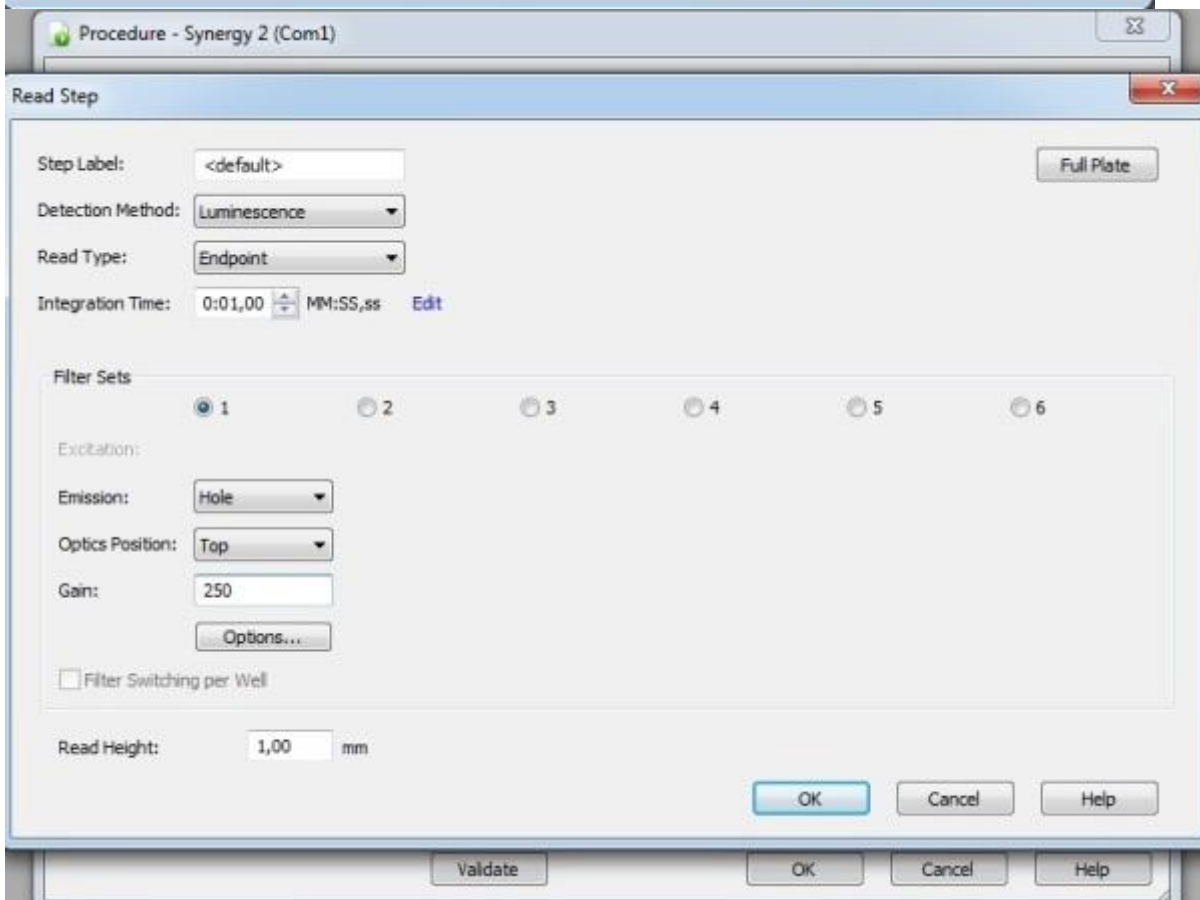 Procedure - Synergy 2 (Com1)
Read Step
Step Label: <default> Full Plate
Detection Method: Luminescence
Read Type: Endpoint
Integration Time: 0:01,00 MM:SS,ss Edit
Filter Sets
1 2 3 4 5 6
Excitation:
Emission: Hole
Optics Position: Top
Gain: 250
Options...
Filter Switching per Well
Read Height: 1,00 mm
OK Cancel Help
Validate OK Cancel Help